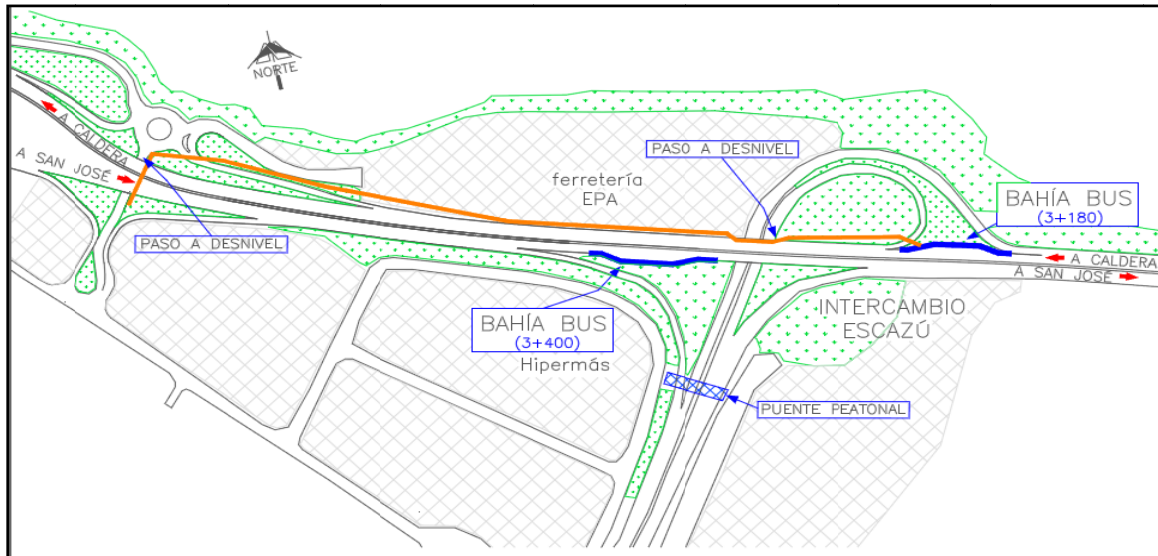 NORTE
A CALDERA
A SAN JOSÉ
PASO A DESNIVEL
ferretería
EPA
PASO A DESNIVEL
BAHÍA BUS
(3+180)
A CALDERA
A SAN JOSÉ
INTERCAMBIO
ESCAZÚ
BAHÍA BUS
(3+400)
Hipermás
PUENTE PEATONAL